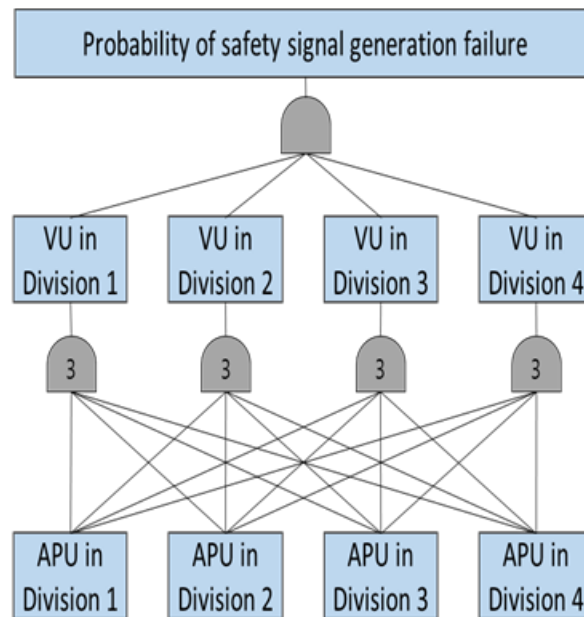 Probability of safety signal generation failure
VU in
Division 1
VU in
Division 2
VU in
Division 3
VU in
Division 4
3
3
3
3
APU in
Division 1
APU in
Division 2
APU in
Division 3
APU in
Division 4